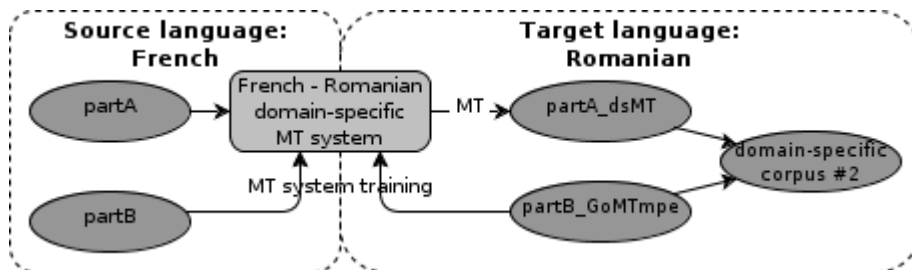 Source language:
French
Target language:
Romanian
partA
French - Romanian
domain-specific
MT system
MT
partA_dsMT
domain-specific
corpus #2
MT system training
partB
partB_GoMTmpe